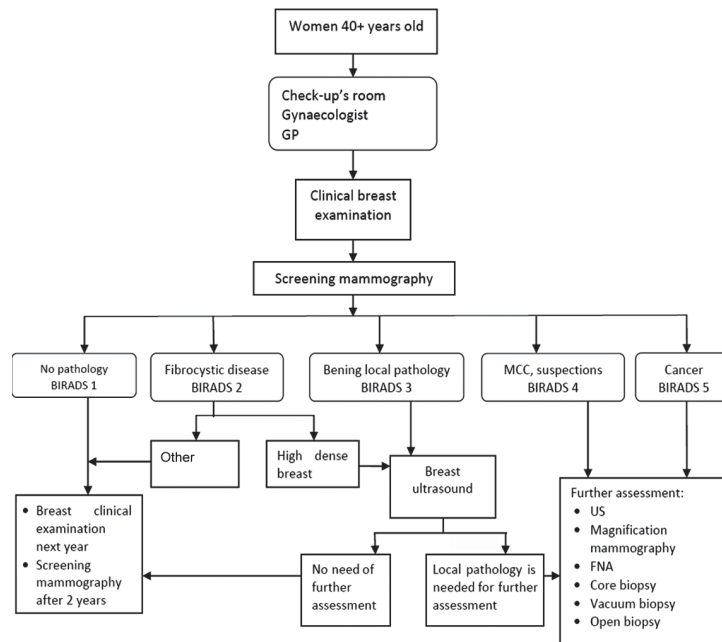 Women 40+ years old
Check-up's room
Gynaecologist
GP
Clinical breast
examination
Screening mammography
No pathology
BIRADS 1
Fibrocystic disease
BIRADS 2
Bening local pathology
BIRADS 3
MCC, suspections
BIRADS 4
Cancer
BIRADS 5
Other
High dense
breast
Breast
ultrasound
• Breast clinical
examination
next year
• Screening
mammography
after 2 years
No need of
further
assessment
Local pathology is
needed for further
assessment
Further assessment:
• US
• Magnification
mammography
• FNA
• Core biopsy
• Vacuum biopsy
• Open biopsy